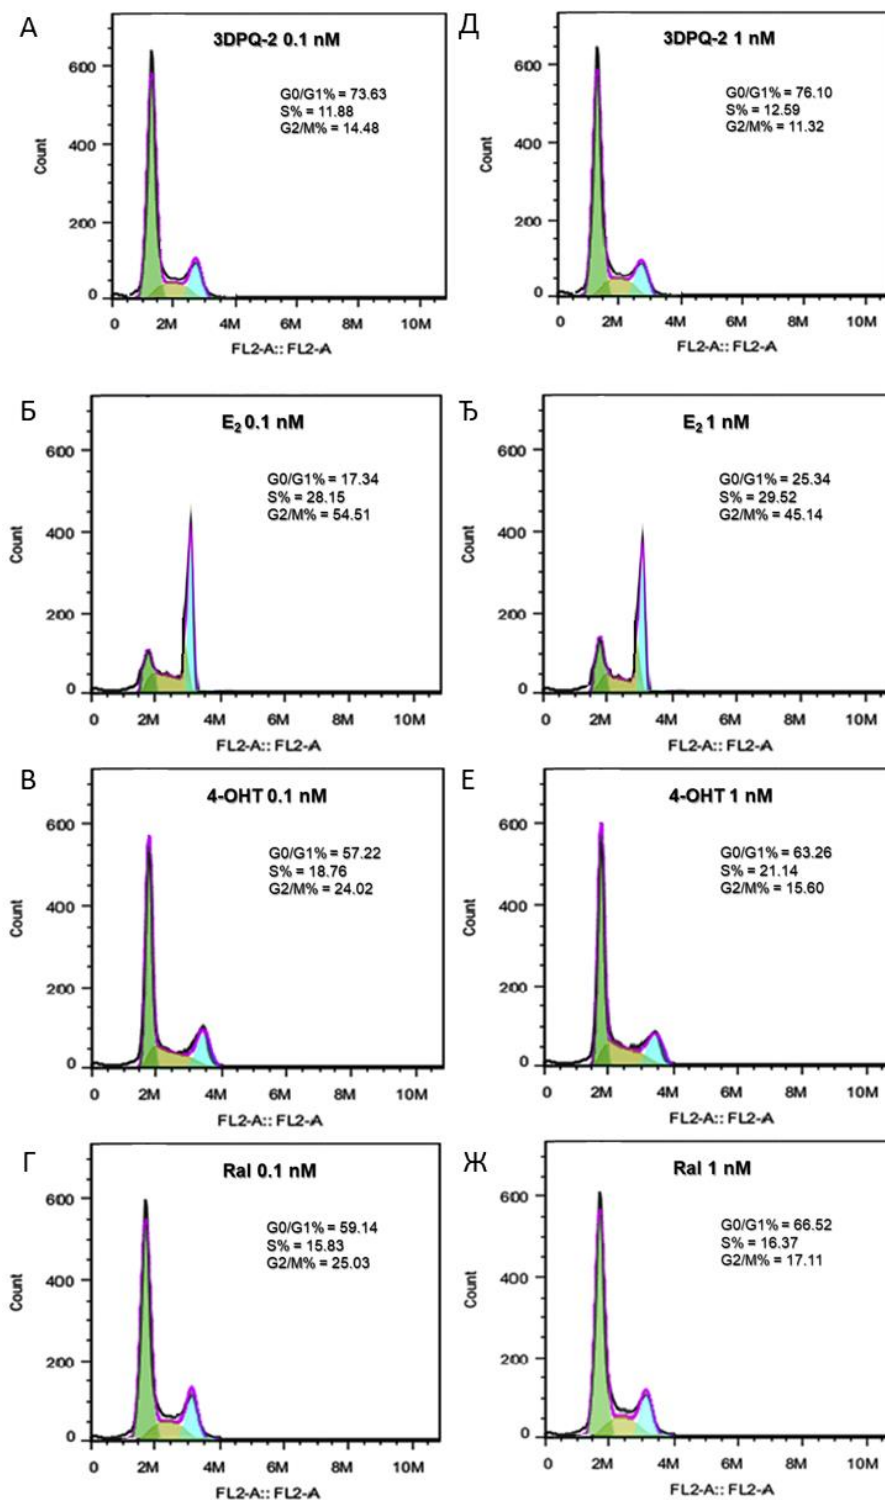 А
3DPQ-2 0.1 nM
G0/G1% = 73.63
S% = 11.88
G2/M% = 14.48
Count
600
400
200
0
0 2M 4M 6M 8M 10M
FL2-A:: FL2-A
Д
3DPQ-2 1 nM
G0/G1% = 76.10
S% = 12.59
G2/M% = 11.32
Count
600
400
200
0
0 2M 4M 6M 8M 10M
FL2-A:: FL2-A
Б
E₂ 0.1 nM
G0/G1% = 17.34
S% = 28.15
G2/M% = 54.51
Count
600
400
200
0
0 2M 4M 6M 8M 10M
FL2-A:: FL2-A
Ђ
E₂ 1 nM
G0/G1% = 25.34
S% = 29.52
G2/M% = 45.14
Count
600
400
200
0
0 2M 4M 6M 8M 10M
FL2-A:: FL2-A
В
4-OHT 0.1 nM
G0/G1% = 57.22
S% = 18.76
G2/M% = 24.02
Count
600
400
200
0
0 2M 4M 6M 8M 10M
FL2-A:: FL2-A
Е
4-OHT 1 nM
G0/G1% = 63.26
S% = 21.14
G2/M% = 15.60
Count
600
400
200
0
0 2M 4M 6M 8M 10M
FL2-A:: FL2-A
Г
Ral 0.1 nM
G0/G1% = 59.14
S% = 15.83
G2/M% = 25.03
Count
600
400
200
0
0 2M 4M 6M 8M 10M
FL2-A:: FL2-A
Ж
Ral 1 nM
G0/G1% = 66.52
S% = 16.37
G2/M% = 17.11
Count
600
400
200
0
0 2M 4M 6M 8M 10M
FL2-A:: FL2-A